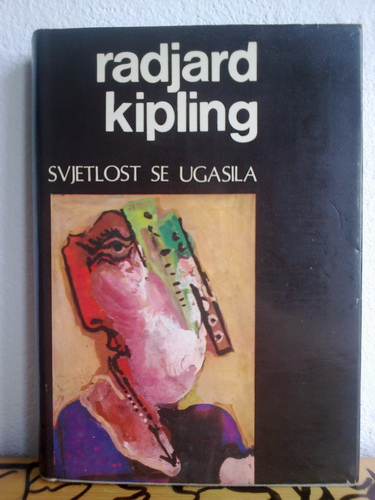 radjard
kipling
SVJETLOST SE UGASILA